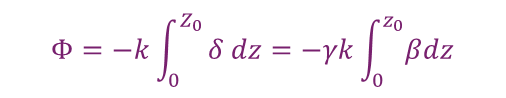 Φ = −k ∫₀^{Z₀} δ dz = −γk ∫₀^{z₀} βdz